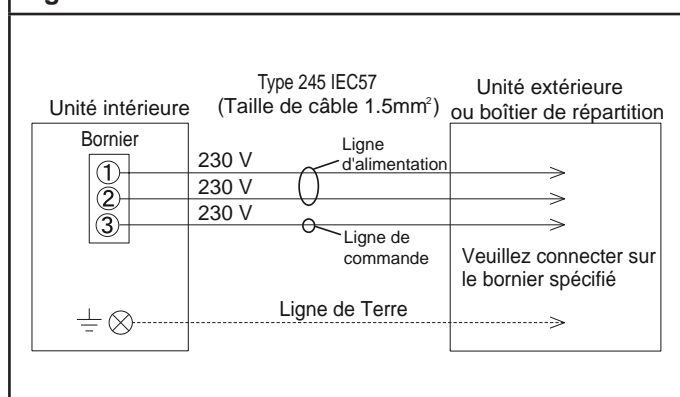 Type 245 IEC57
(Taille de câble 1.5mm²)
Unité intérieure
Bornier
Unité extérieure
ou boîtier de répartition
① 230 V
② 230 V
③ 230 V
Ligne
d'alimentation
Ligne de
commande
Veuillez connecter sur
le bornier spécifié
Ligne de Terre